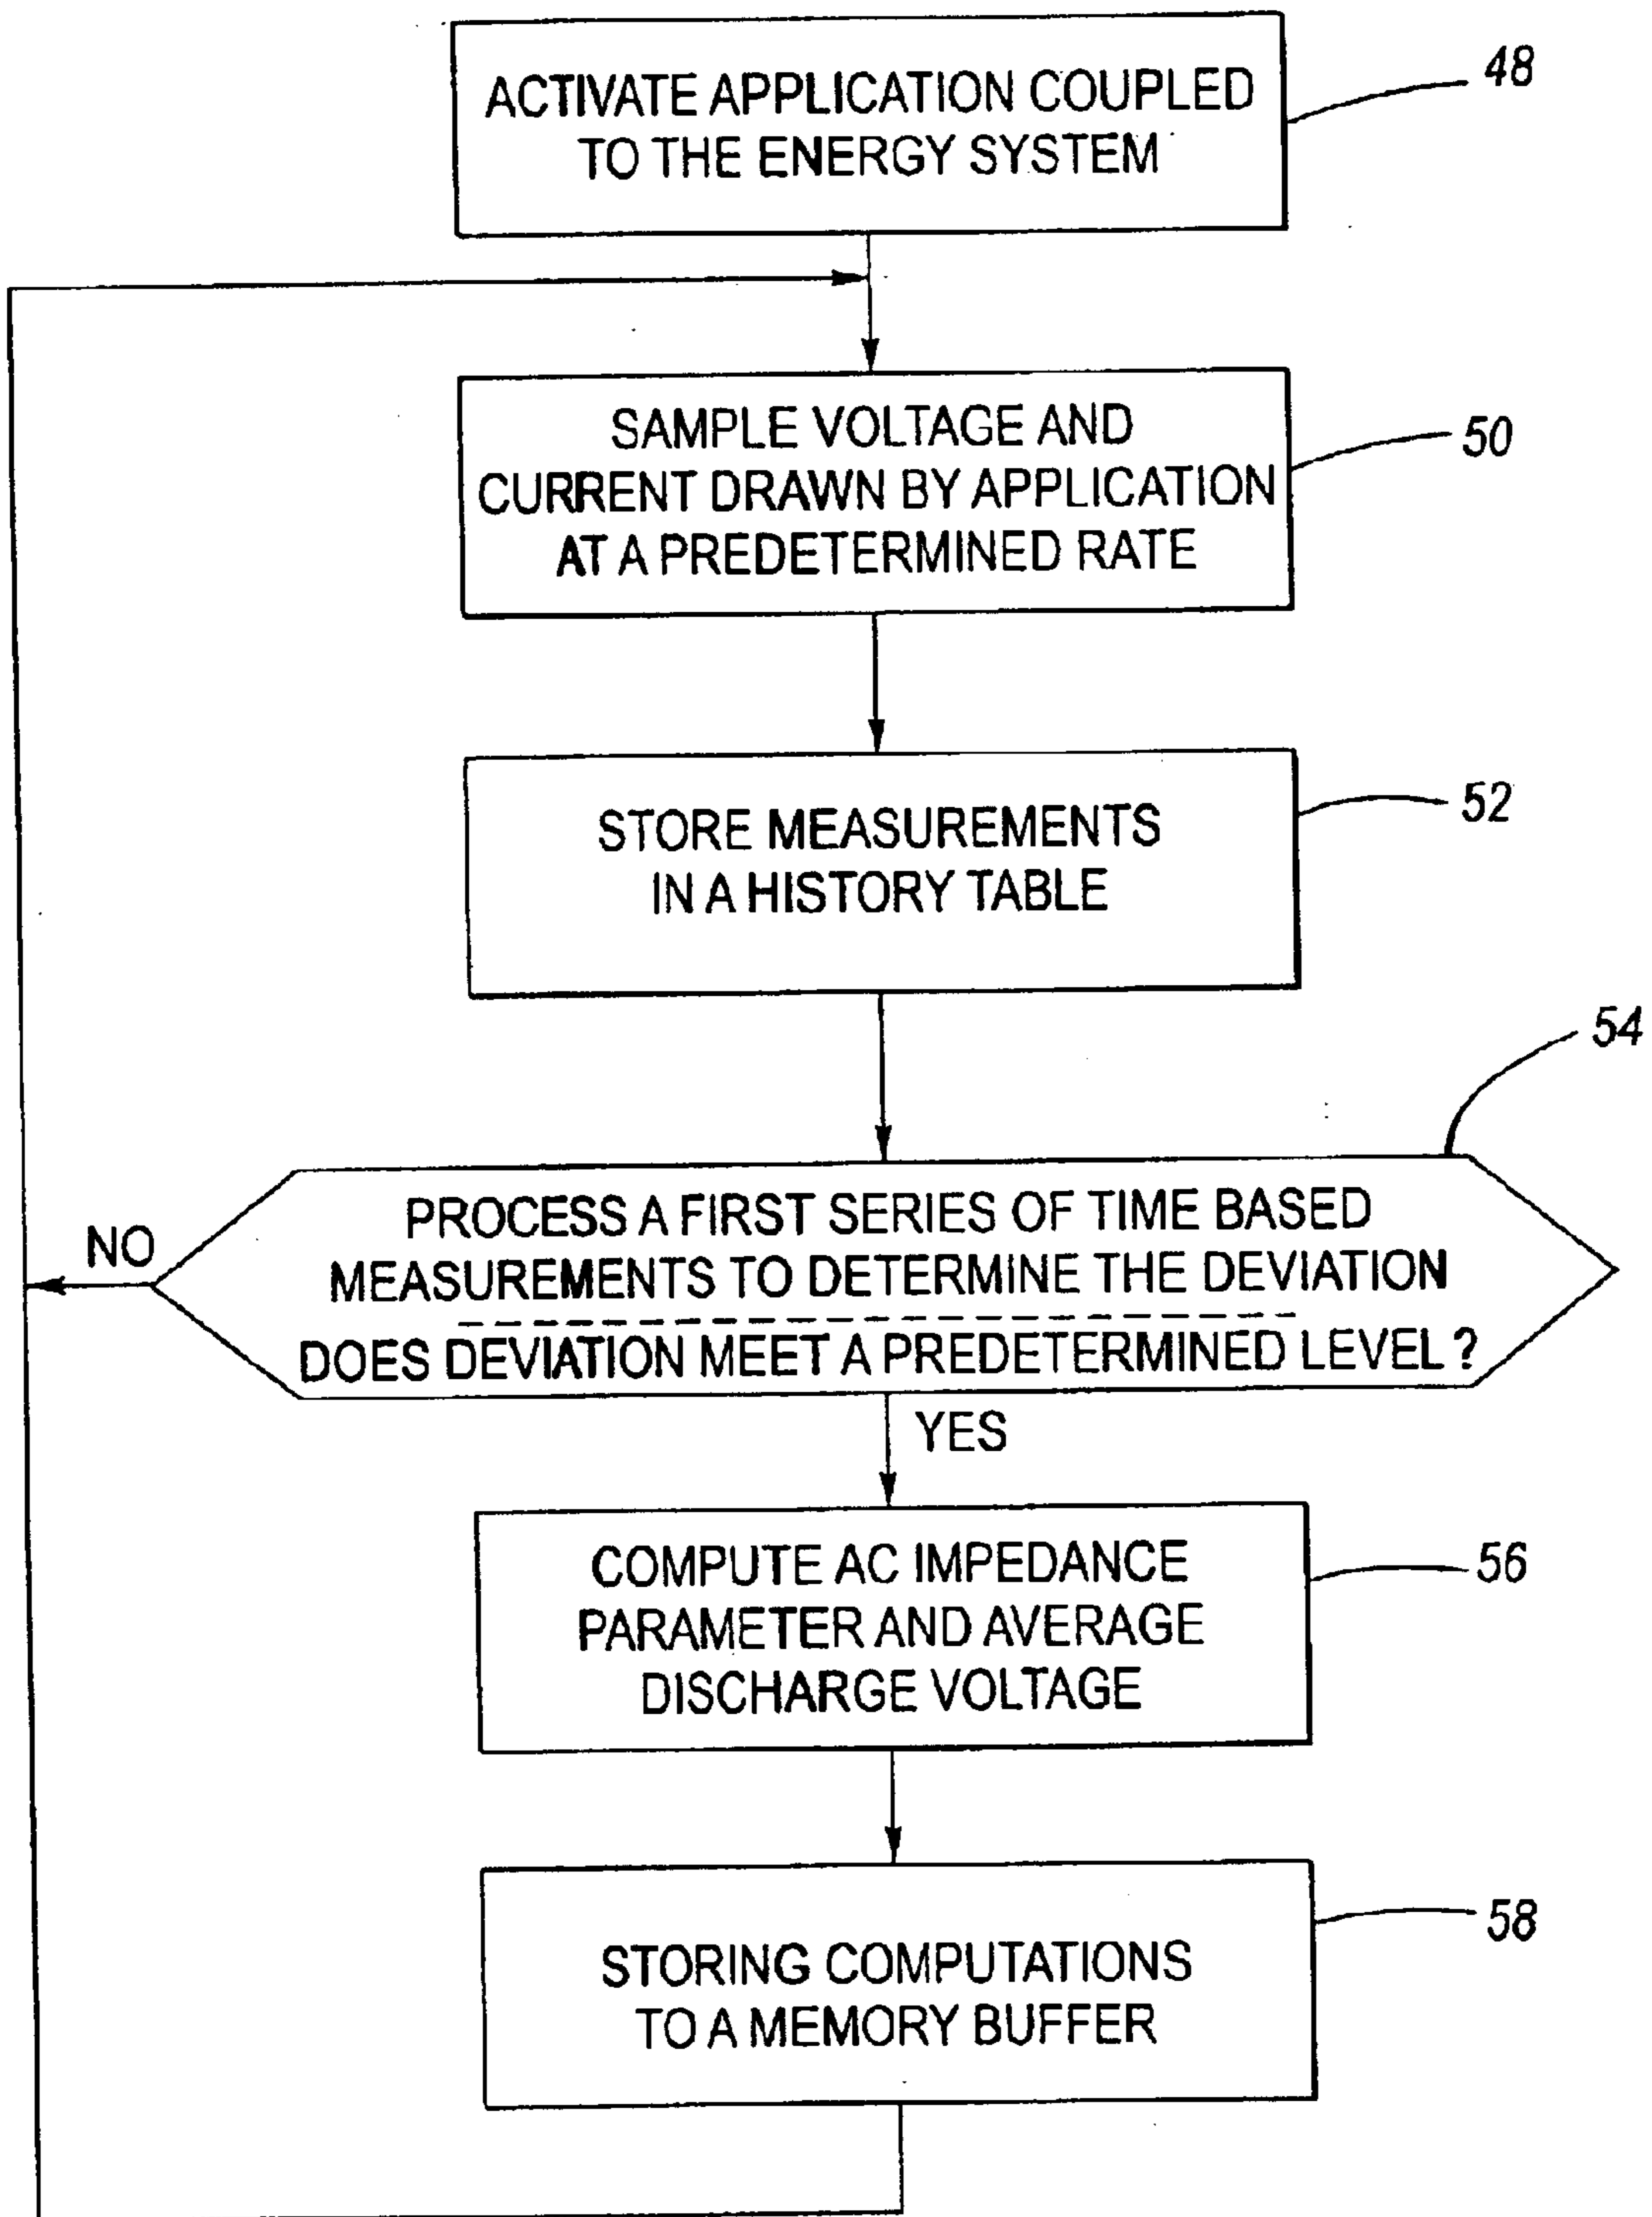 ACTIVATE APPLICATION COUPLED
TO THE ENERGY SYSTEM
48
SAMPLE VOLTAGE AND
CURRENT DRAWN BY APPLICATION
AT A PREDETERMINED RATE
50
STORE MEASUREMENTS
IN A HISTORY TABLE
52
54
PROCESS A FIRST SERIES OF TIME BASED
MEASUREMENTS TO DETERMINE THE DEVIATION
DOES DEVIATION MEET A PREDETERMINED LEVEL?
NO
YES
COMPUTE AC IMPEDANCE
PARAMETER AND AVERAGE
DISCHARGE VOLTAGE
56
STORING COMPUTATIONS
TO A MEMORY BUFFER
58